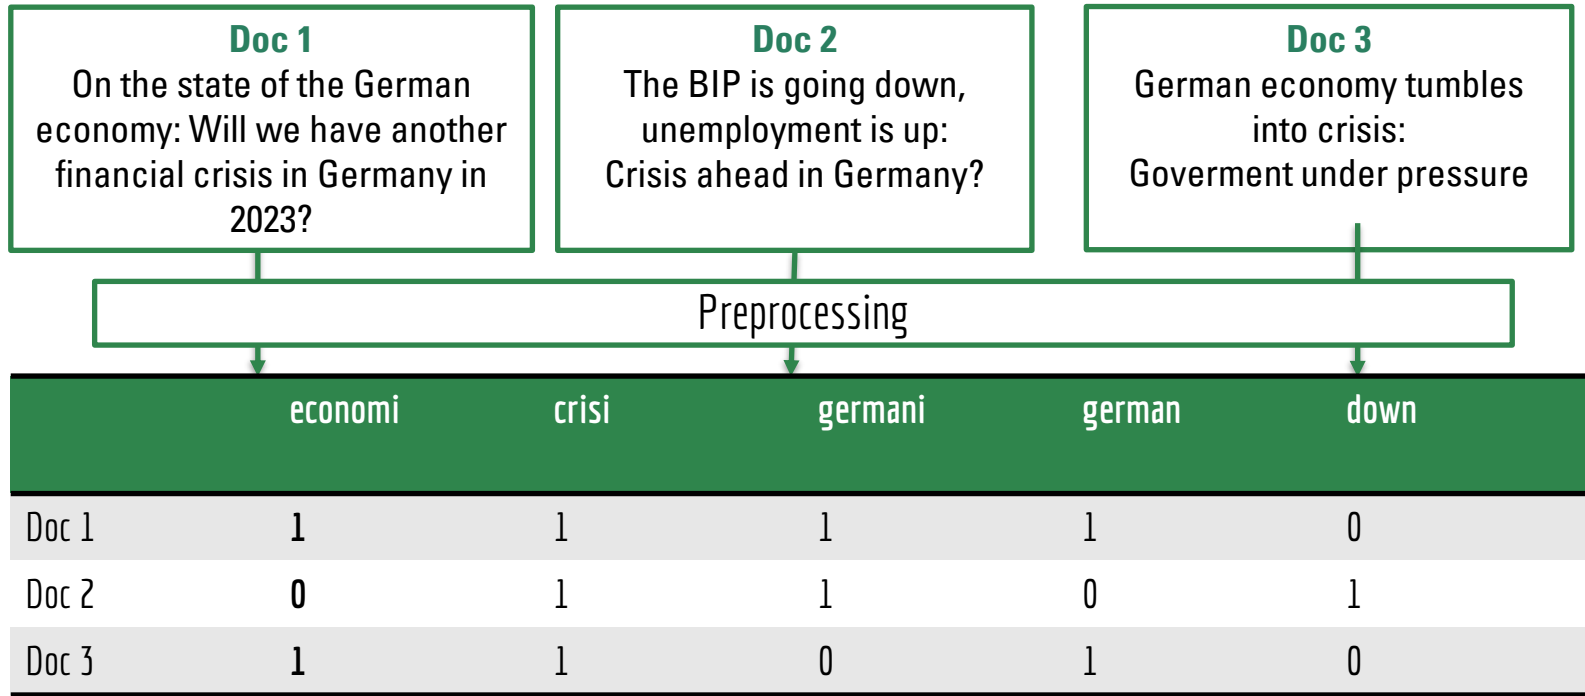 Doc 1
On the state of the German
economy: Will we have another
financial crisis in Germany in
2023?
Doc 2
The BIP is going down,
unemployment is up:
Crisis ahead in Germany?
Doc 3
German economy tumbles
into crisis:
Goverment under pressure
Preprocessing
economi crisi germani german down
Doc 1 1 1 1 1 0
Doc 2 0 1 1 0 1
Doc 3 1 1 0 1 0